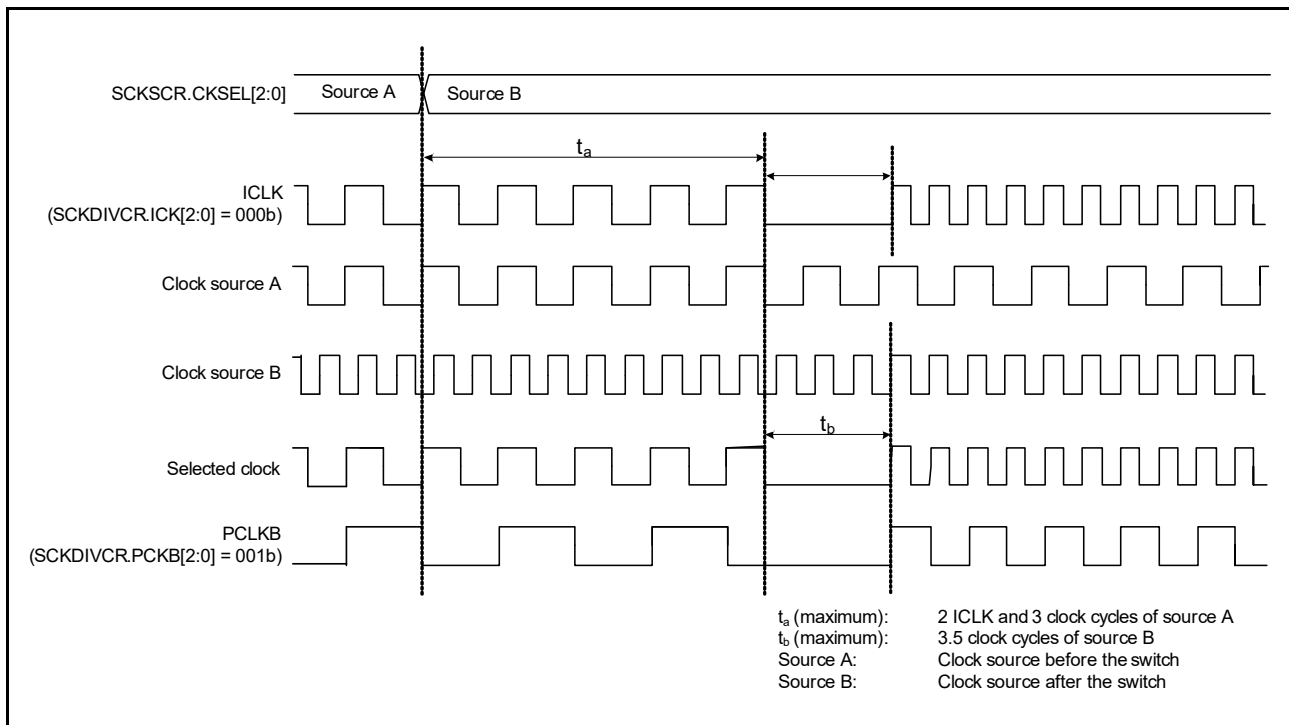 SCKSCR.CKSEL[2:0] Source A Source B
tₐ
ICLK
(SCKDIVCR.ICK[2:0] = 000b)
Clock source A
Clock source B
t_b
Selected clock
PCLKB
(SCKDIVCR.PCKB[2:0] = 001b)
tₐ (maximum): 2 ICLK and 3 clock cycles of source A
t_b (maximum): 3.5 clock cycles of source B
Source A: Clock source before the switch
Source B: Clock source after the switch